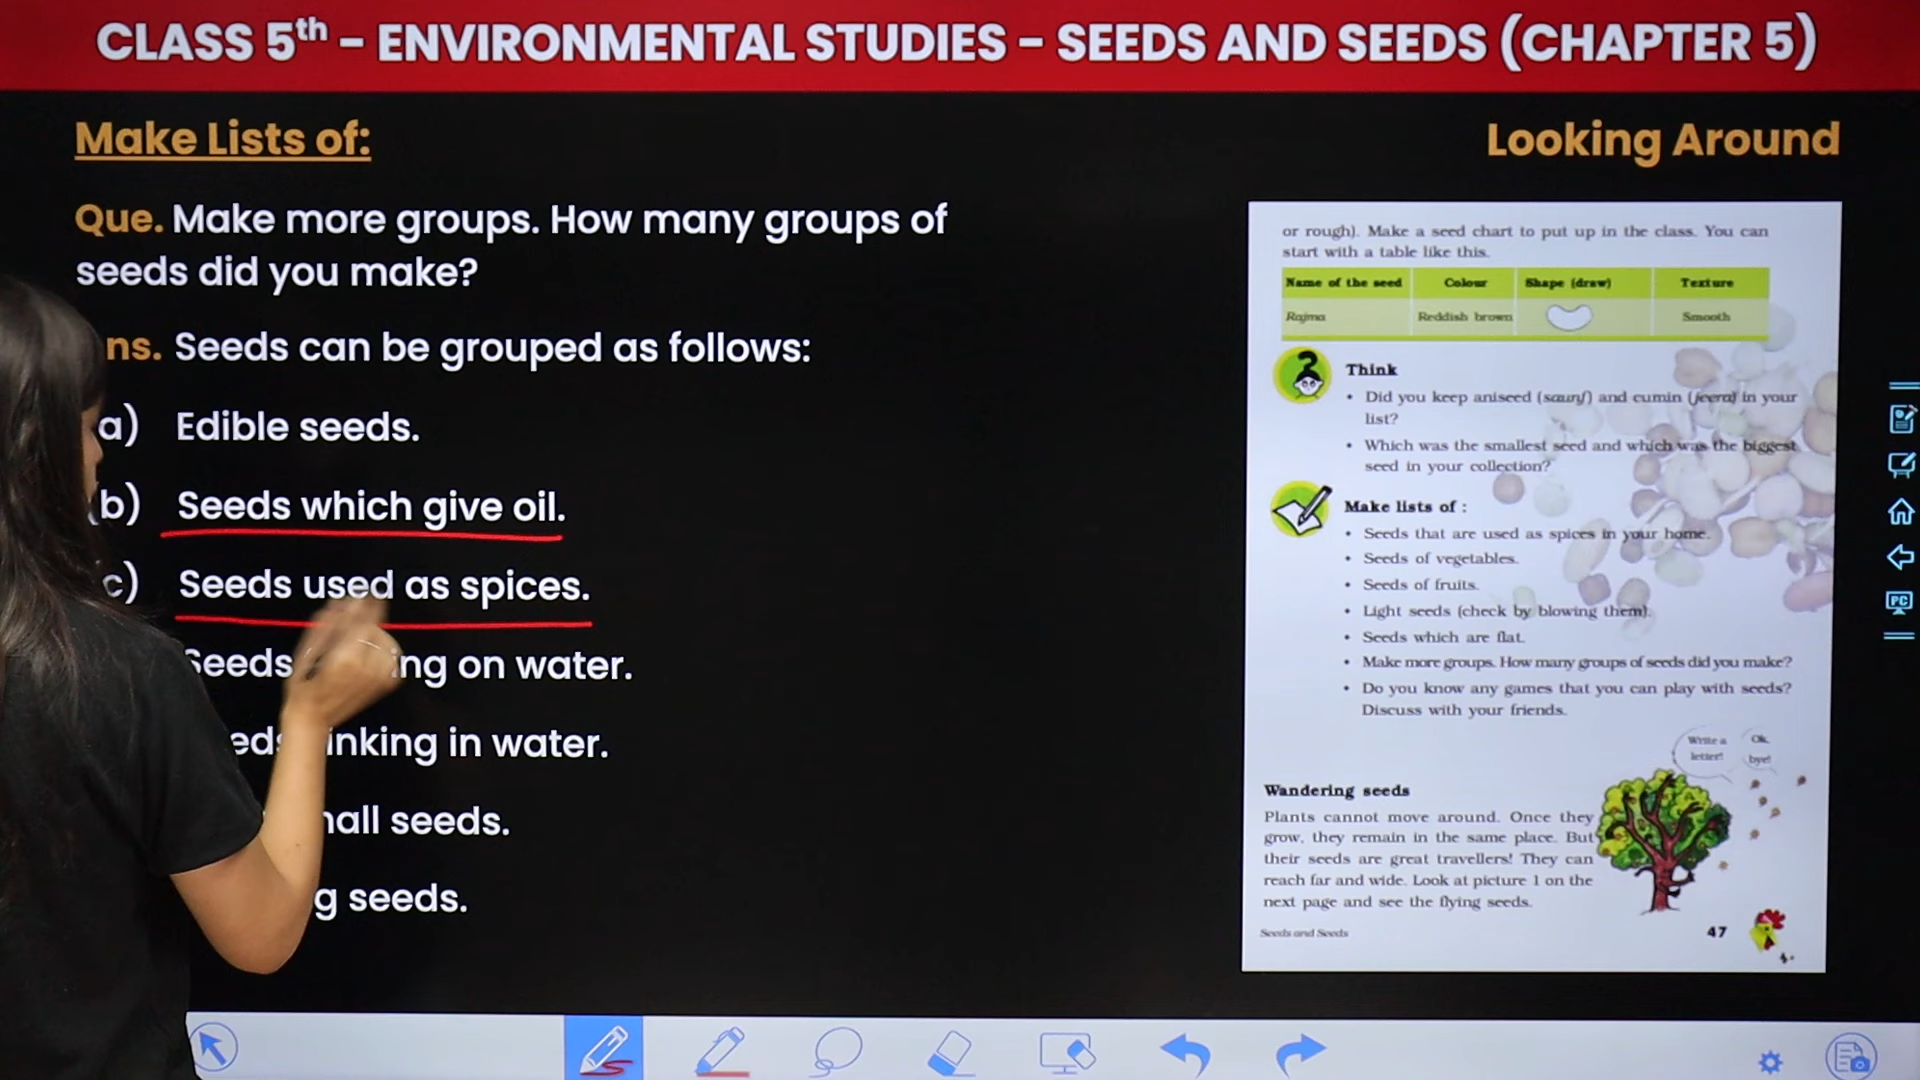 CLASS 5th - ENVIRONMENTAL STUDIES - SEEDS AND SEEDS (CHAPTER 5)
Make Lists of:
Looking Around
Que. Make more groups. How many groups of
seeds did you make?
ns. Seeds can be grouped as follows:
a) Edible seeds.
(b) Seeds which give oil.
c) Seeds used as spices.
Seeds ing on water.
inking in water.
seeds.
g seeds.
or rough). Make a seed chart to put up in the class. You can
start with a table like this.
Name of the seed Colour Shape (draw) Texture
Rajma Reddish brown Smooth
Think
• Did you keep aniseed (saunf) and cumin (jeera) in your
list?
• Which was the smallest seed and which was the biggest
seed in your collection?
Make lists of :
• Seeds that are used as spices in your home.
• Seeds of vegetables.
• Seeds of fruits.
• Light seeds (check by blowing them).
• Seeds which are flat.
• Make more groups. How many groups of seeds did you make?
• Do you know any games that you can play with seeds?
Discuss with your friends.
Write a
letter!
Ok,
bye!
Wandering seeds
Plants cannot move around. Once they
grow, they remain in the same place. But
their seeds are great travellers! They can
reach far and wide. Look at picture 1 on the
next page and see the flying seeds.
Seeds and Seeds
47
PC